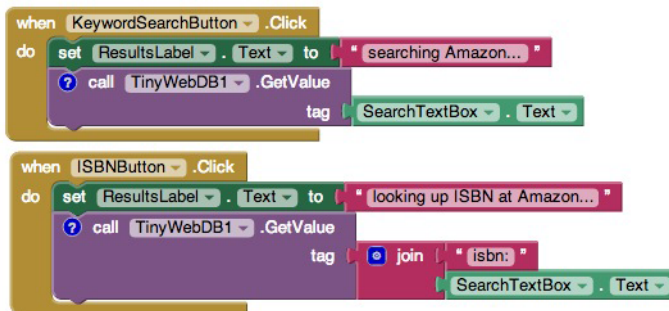 when KeywordSearchButton .Click
do set ResultsLabel . Text to " searching Amazon... "
? call TinyWebDB1 .GetValue
tag SearchTextBox . Text
when ISBNButton .Click
do set ResultsLabel . Text to " looking up ISBN at Amazon... "
? call TinyWebDB1 .GetValue
tag join " isbn: "
SearchTextBox . Text